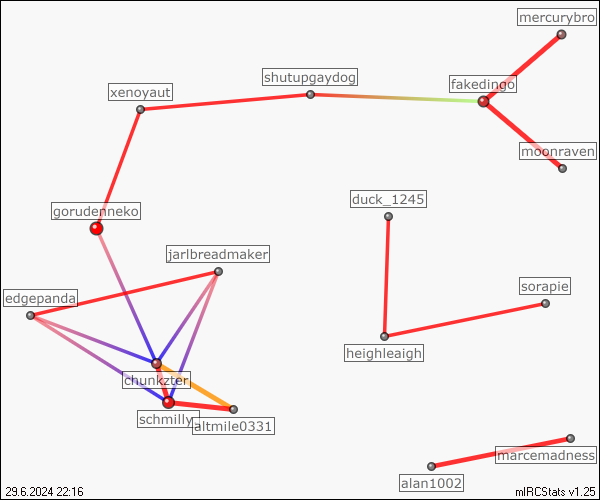 mercurybro
shutupgaydog
fakedingo
xenoyaut
moonraven
duck_1245
gorudenneko
jarlbreadmaker
sorapie
edgepanda
heighleaigh
chunkzter
schmilly
altmile0331
marcemadness
alan1002
29.6.2024 22:16
mIRCStats v1.25